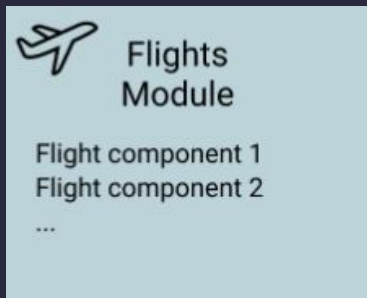 Flights
Module
Flight component 1
Flight component 2
...